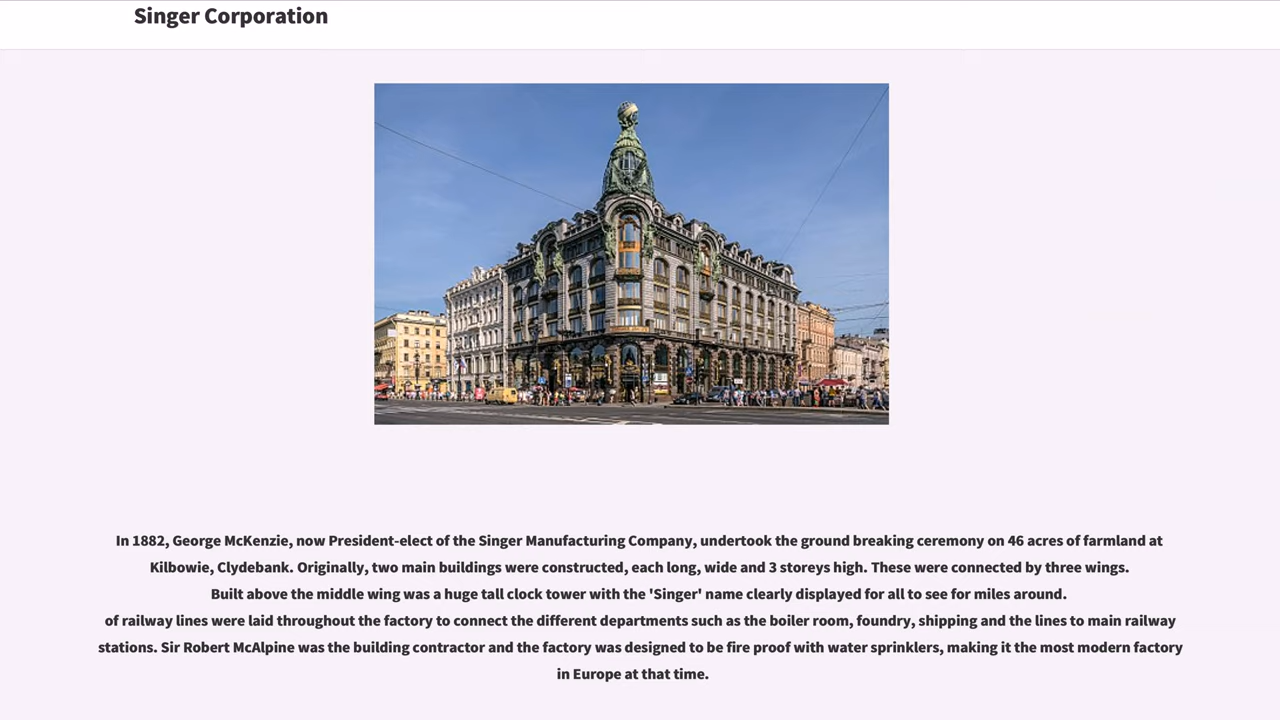 Singer Corporation
In 1882, George McKenzie, now President-elect of the Singer Manufacturing Company, undertook the ground breaking ceremony on 46 acres of farmland at
Kilbowie, Clydebank. Originally, two main buildings were constructed, each long, wide and 3 storeys high. These were connected by three wings.
Built above the middle wing was a huge tall clock tower with the 'Singer' name clearly displayed for all to see for miles around.
of railway lines were laid throughout the factory to connect the different departments such as the boiler room, foundry, shipping and the lines to main railway
stations. Sir Robert McAlpine was the building contractor and the factory was designed to be fire proof with water sprinklers, making it the most modern factory
in Europe at that time.